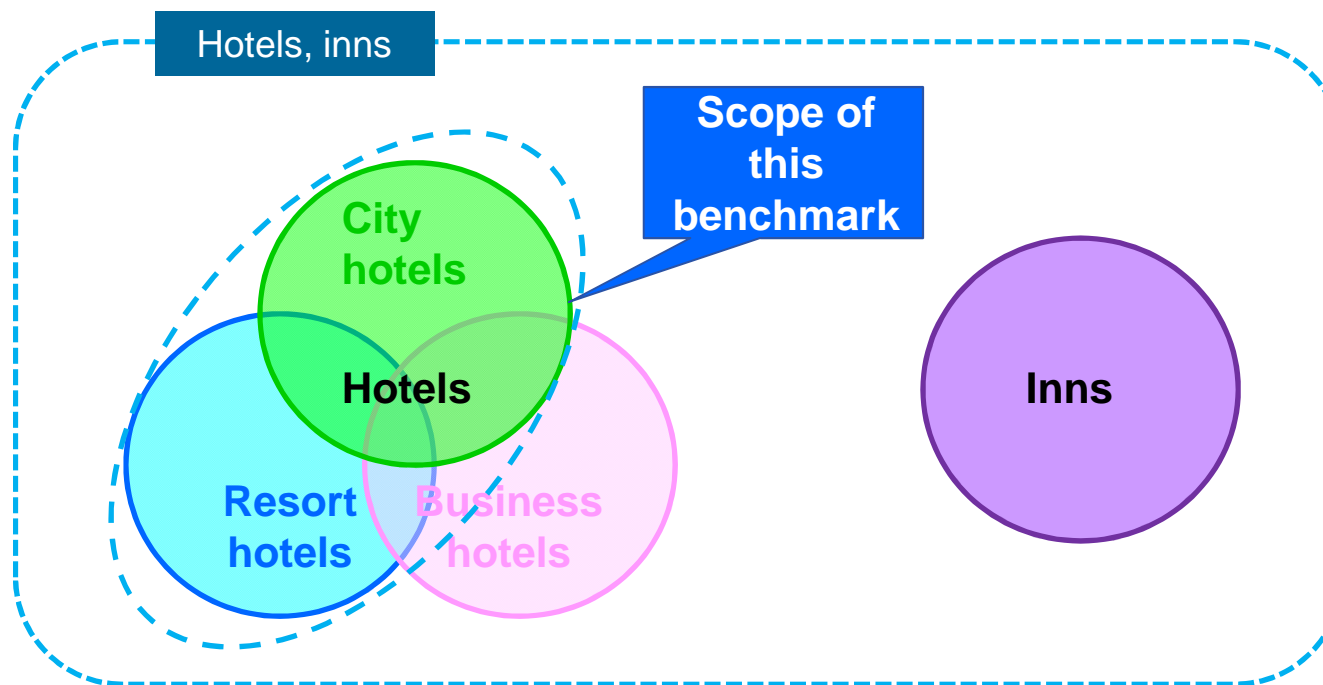 Hotels, inns
Scope of
this
benchmark
City
hotels
Hotels
Inns
Resort
hotels
Business
hotels